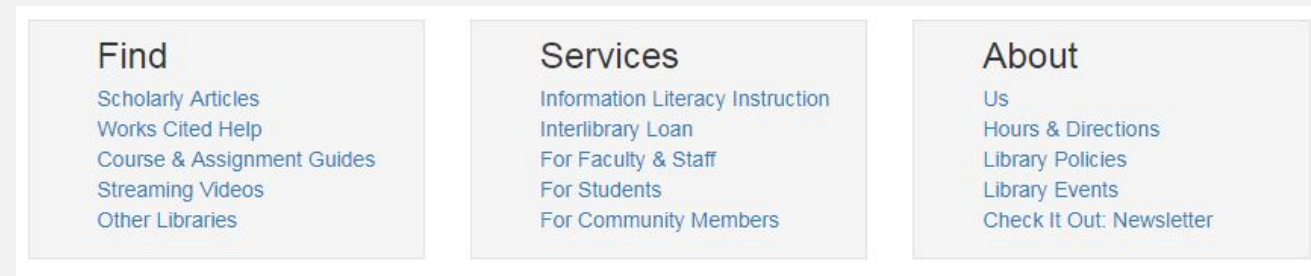 Find
Scholarly Articles
Works Cited Help
Course & Assignment Guides
Streaming Videos
Other Libraries
Services
Information Literacy Instruction
Interlibrary Loan
For Faculty & Staff
For Students
For Community Members
About
Us
Hours & Directions
Library Policies
Library Events
Check It Out: Newsletter